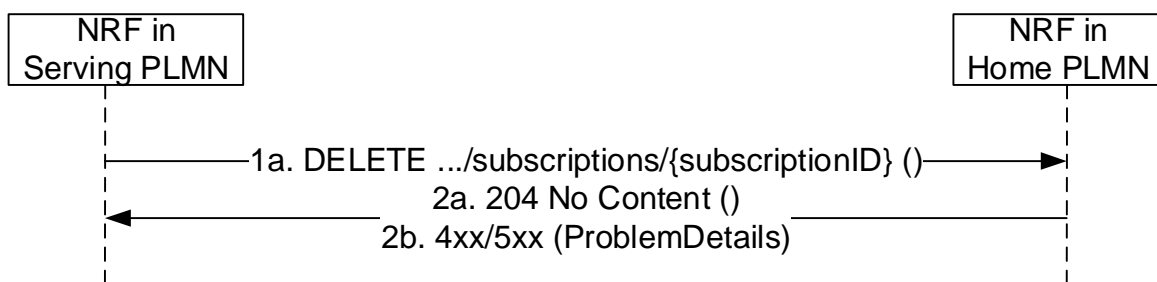 NRF in
Serving PLMN
NRF in
Home PLMN
1a. DELETE .../subscriptions/{subscriptionID} ()
2a. 204 No Content ()
2b. 4xx/5xx (ProblemDetails)